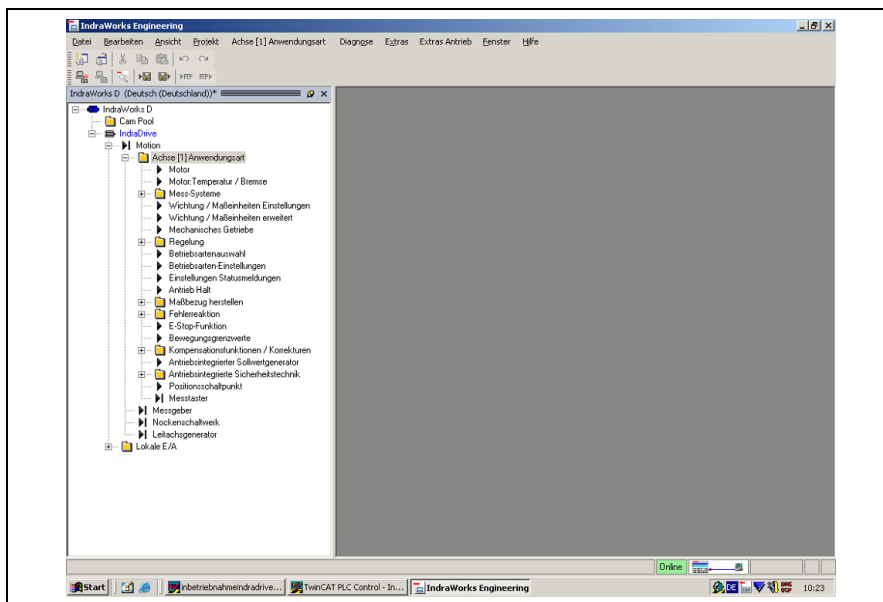 IndraWorks Engineering
Datei Bearbeiten Ansicht Projekt Achse [1] Anwendungsart Diagnose Extras Extras Antrieb Fenster Hilfe
IndraWorks D (Deutsch (Deutschland))*
IndraWorks D
Cam Pool
IndraDrive
Motion
Achse [1] Anwendungsart
Motor
Motor:Temperatur / Bremse
Mess-Systeme
Wichtung / Maßeinheiten Einstellungen
Wichtung / Maßeinheiten erweitert
Mechanisches Getriebe
Regelung
Betriebsartenauswahl
Betriebsarten-Einstellungen
Einstellungen Statusmeldungen
Antrieb Halt
Maßbezug herstellen
Fehlerreaktion
E-Stop-Funktion
Bewegungsgrenzwerte
Kompensationsfunktionen / Korrekturen
Antriebsintegrierter Sollwertgenerator
Antriebsintegrierte Sicherheitstechnik
Positionsschaltpunkt
Messtaster
Messgeber
Nockenschaltwerk
Leitachsgenerator
Lokale E/A
Online
Start inbetriebnahmeindradrive... TwinCAT PLC Control - In... IndraWorks Engineering DE 10:23